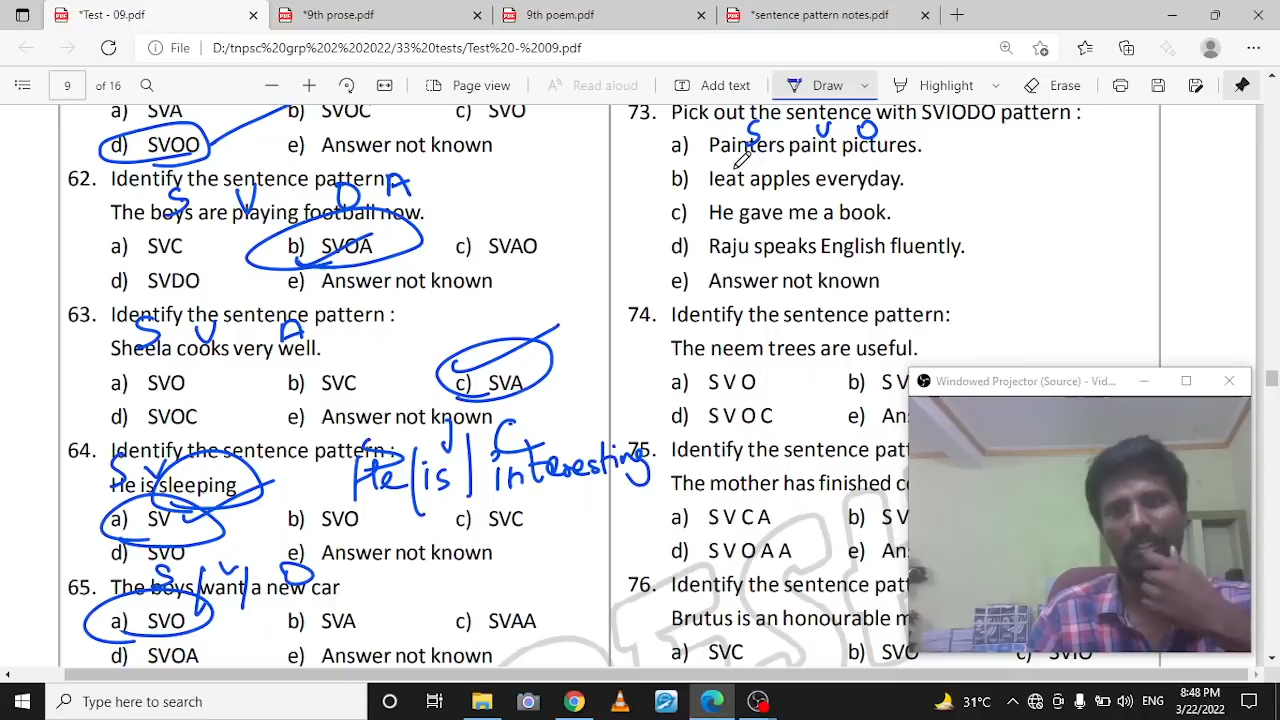 *Test - 09.pdf
*9th prose.pdf
9th poem.pdf
*sentence pattern notes.pdf
File
D:/tnpsc%20grp%202%202022/33%20tests/Test%20-%2009.pdf
9 of 16
Page view
Read aloud
Add text
Draw
Highlight
Erase
a) SVA b) SVOC c) SVO
d) SVOO e) Answer not known
62. Identify the sentence pattern
S V O A
The boys are playing football now.
a) SVC b) SVOA c) SVAO
d) SVDO e) Answer not known
63. Identify the sentence pattern :
S V A
Sheela cooks very well.
a) SVO b) SVC c) SVA
d) SVOC e) Answer not known
64. Identify the sentence pattern :
S V
He is sleeping
He | is | interesting
a) SV b) SVO c) SVC
d) SVO e) Answer not known
S V O
65. The boys want a new car
a) SVO b) SVA c) SVAA
d) SVOA e) Answer not known
73. Pick out the sentence with SVIODO pattern :
S V O
a) Painters paint pictures.
b) Ieat apples everyday.
c) He gave me a book.
d) Raju speaks English fluently.
e) Answer not known
74. Identify the sentence pattern:
The neem trees are useful.
a) S V O b) S V
d) S V O C e) An
75. Identify the sentence pat
The mother has finished c
a) S V C A b) S V
d) S V O A A e) An
76. Identify the sentence pat
Brutus is an honourable m
a) SVC b) SVO c) SVIO
Windowed Projector (Source) - Vid...
Type here to search
31°C
ENG
8:48 PM
3/22/2022